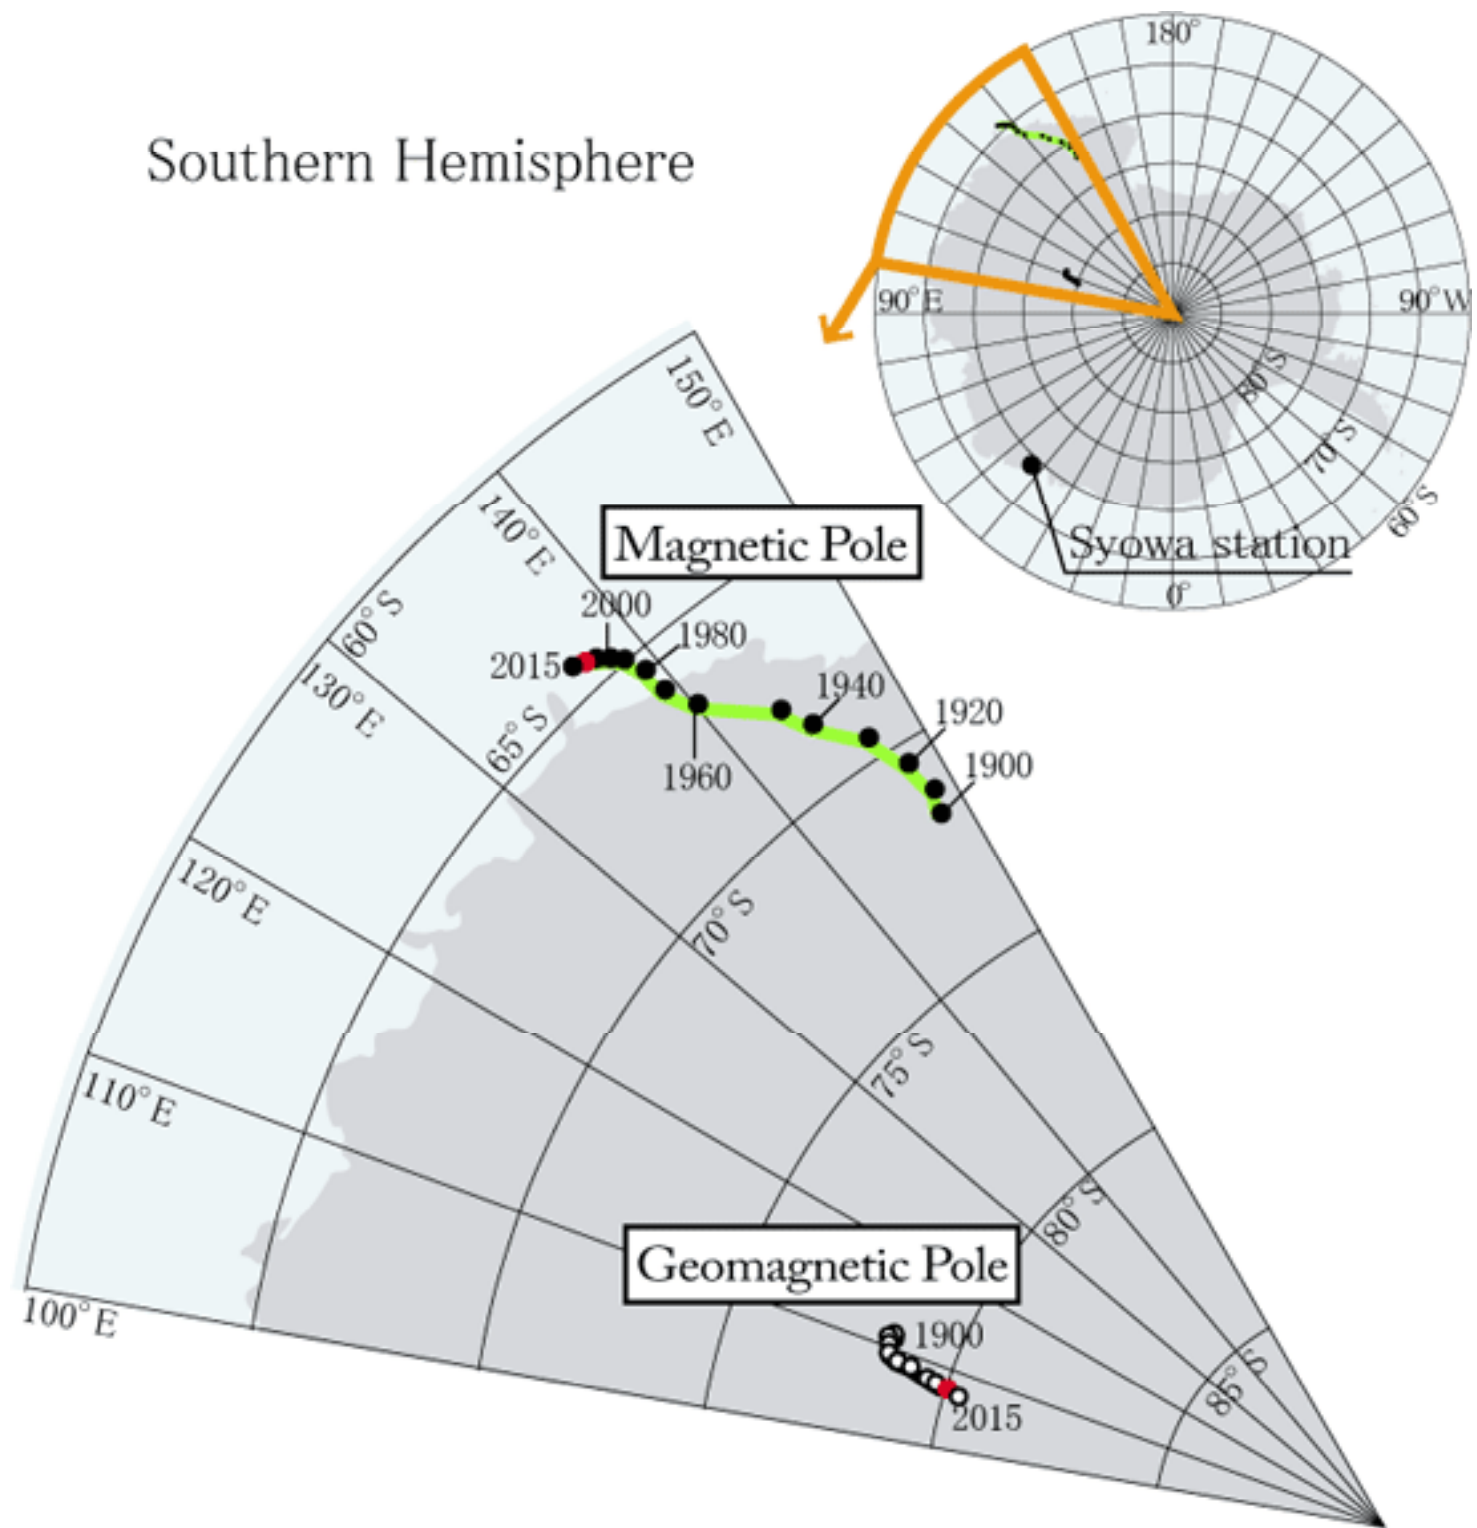 Southern Hemisphere
180°
90°E
90°W
80°S
70°S
60°S
Syowa station
0°
150°E
140°E
Magnetic Pole
2000
1980
2015
60°S
130°E
1940
1920
65°S
1960
1900
120°E
70°S
75°S
110°E
80°S
Geomagnetic Pole
100°E
1900
85°S
2015